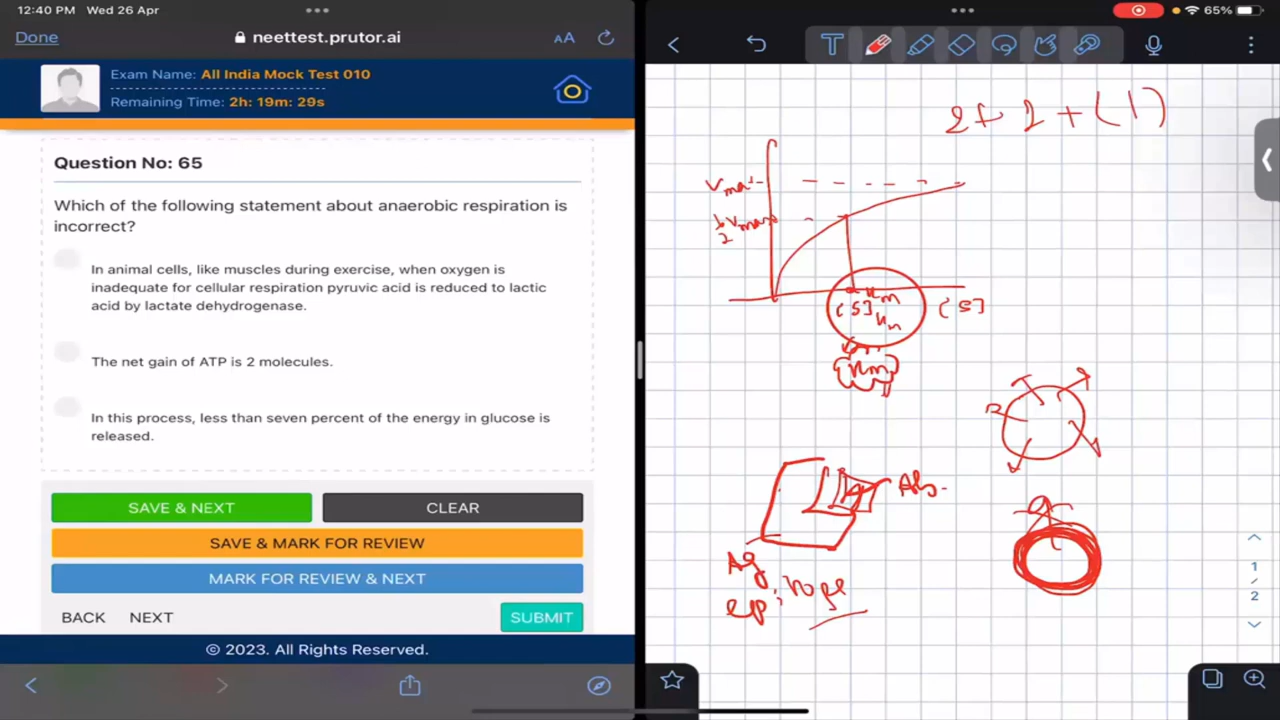 12:40 PM Wed 26 Apr
65%
Done
neettest.prutor.ai
AA
Exam Name: All India Mock Test 010
Remaining Time: 2h: 19m: 29s
Question No: 65
Which of the following statement about anaerobic respiration is
incorrect?
In animal cells, like muscles during exercise, when oxygen is
inadequate for cellular respiration pyruvic acid is reduced to lactic
acid by lactate dehydrogenase.
The net gain of ATP is 2 molecules.
In this process, less than seven percent of the energy in glucose is
released.
SAVE & NEXT
CLEAR
SAVE & MARK FOR REVIEW
MARK FOR REVIEW & NEXT
BACK
NEXT
SUBMIT
© 2023. All Rights Reserved.
T
2 + 2 + (1)
Vmax
1/2 Vmax
Km
[S]
[S]
Km
Ag
1
/
2